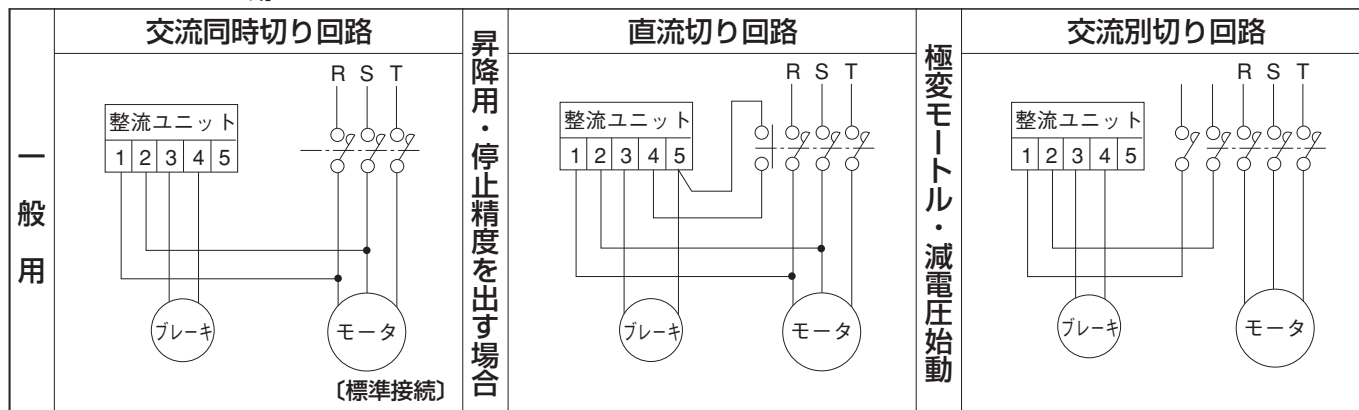 一般用
交流同時切り回路
R S T
整流ユニット
1 2 3 4 5
ブレーキ
モータ
〔標準接続〕
昇降用・停止精度を出す場合
直流切り回路
R S T
整流ユニット
1 2 3 4 5
ブレーキ
モータ
極変モートル・減電圧始動
交流別切り回路
R S T
整流ユニット
1 2 3 4 5
ブレーキ
モータ